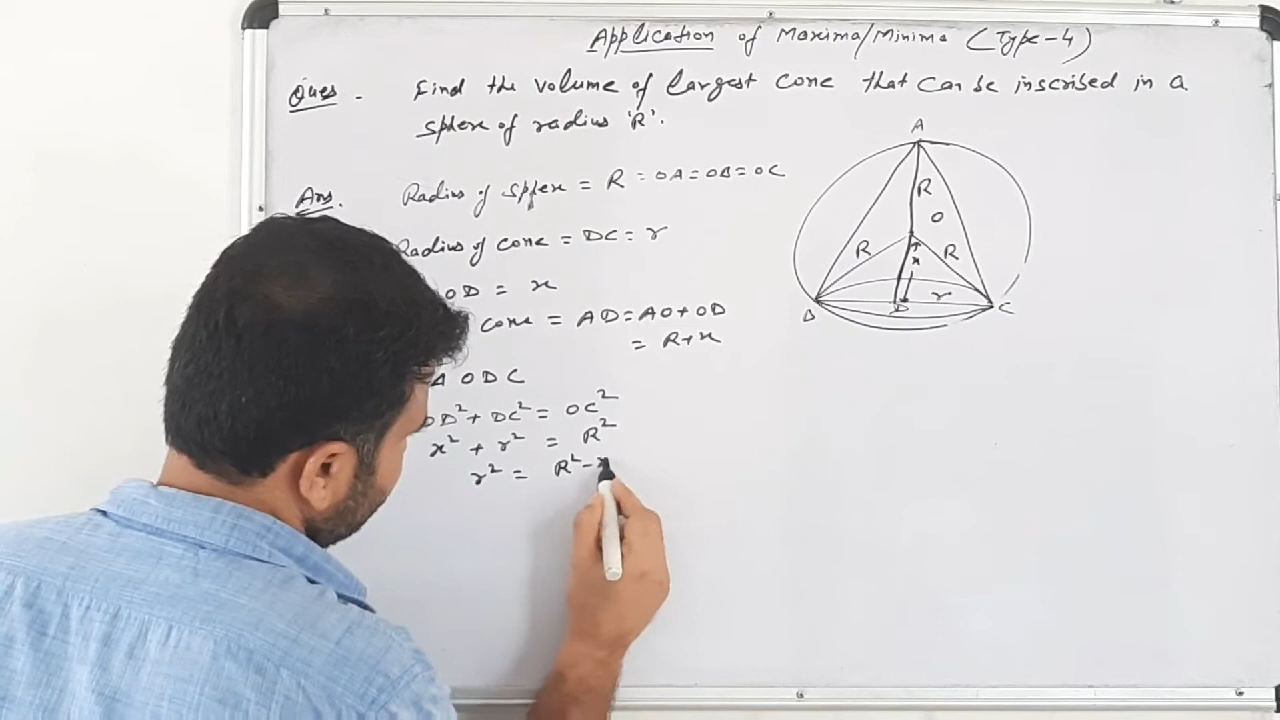 Application of Maxima/Minima (Type-4)
Ques. Find the volume of largest cone that can be inscribed in a
sphere of radius 'R'.
Ans. Radius of sphere = R = OA = OB = OC
Radius of cone = DC = r
OD = x
cone = AD = AO + OD
= R+x
ODC
OD² + DC² = OC²
x² + r² = R²
r² = R² - x
A
R
O
R
R
x
r
B
D
C